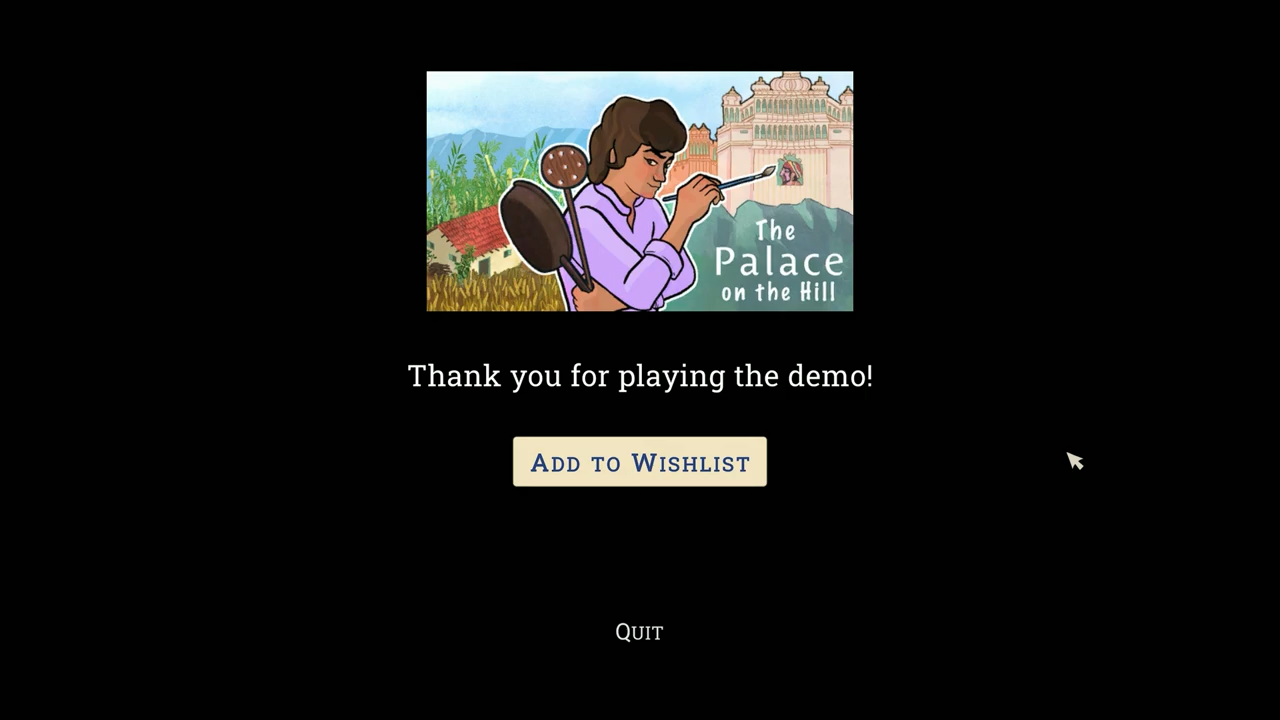 The
Palace
on the Hill
Thank you for playing the demo!
Add to Wishlist
Quit